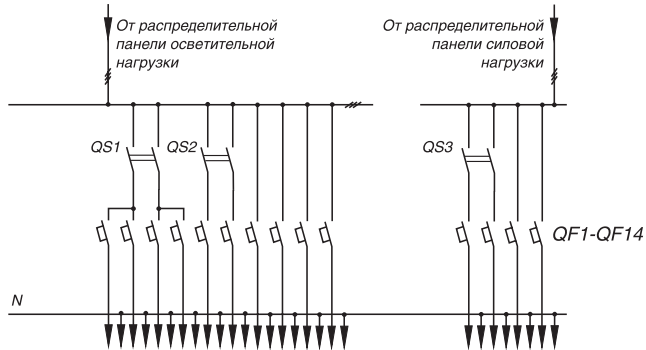 От распределительной
панели осветительной
нагрузки
От распределительной
панели силовой
нагрузки
QS1
QS2
QS3
QF1-QF14
N